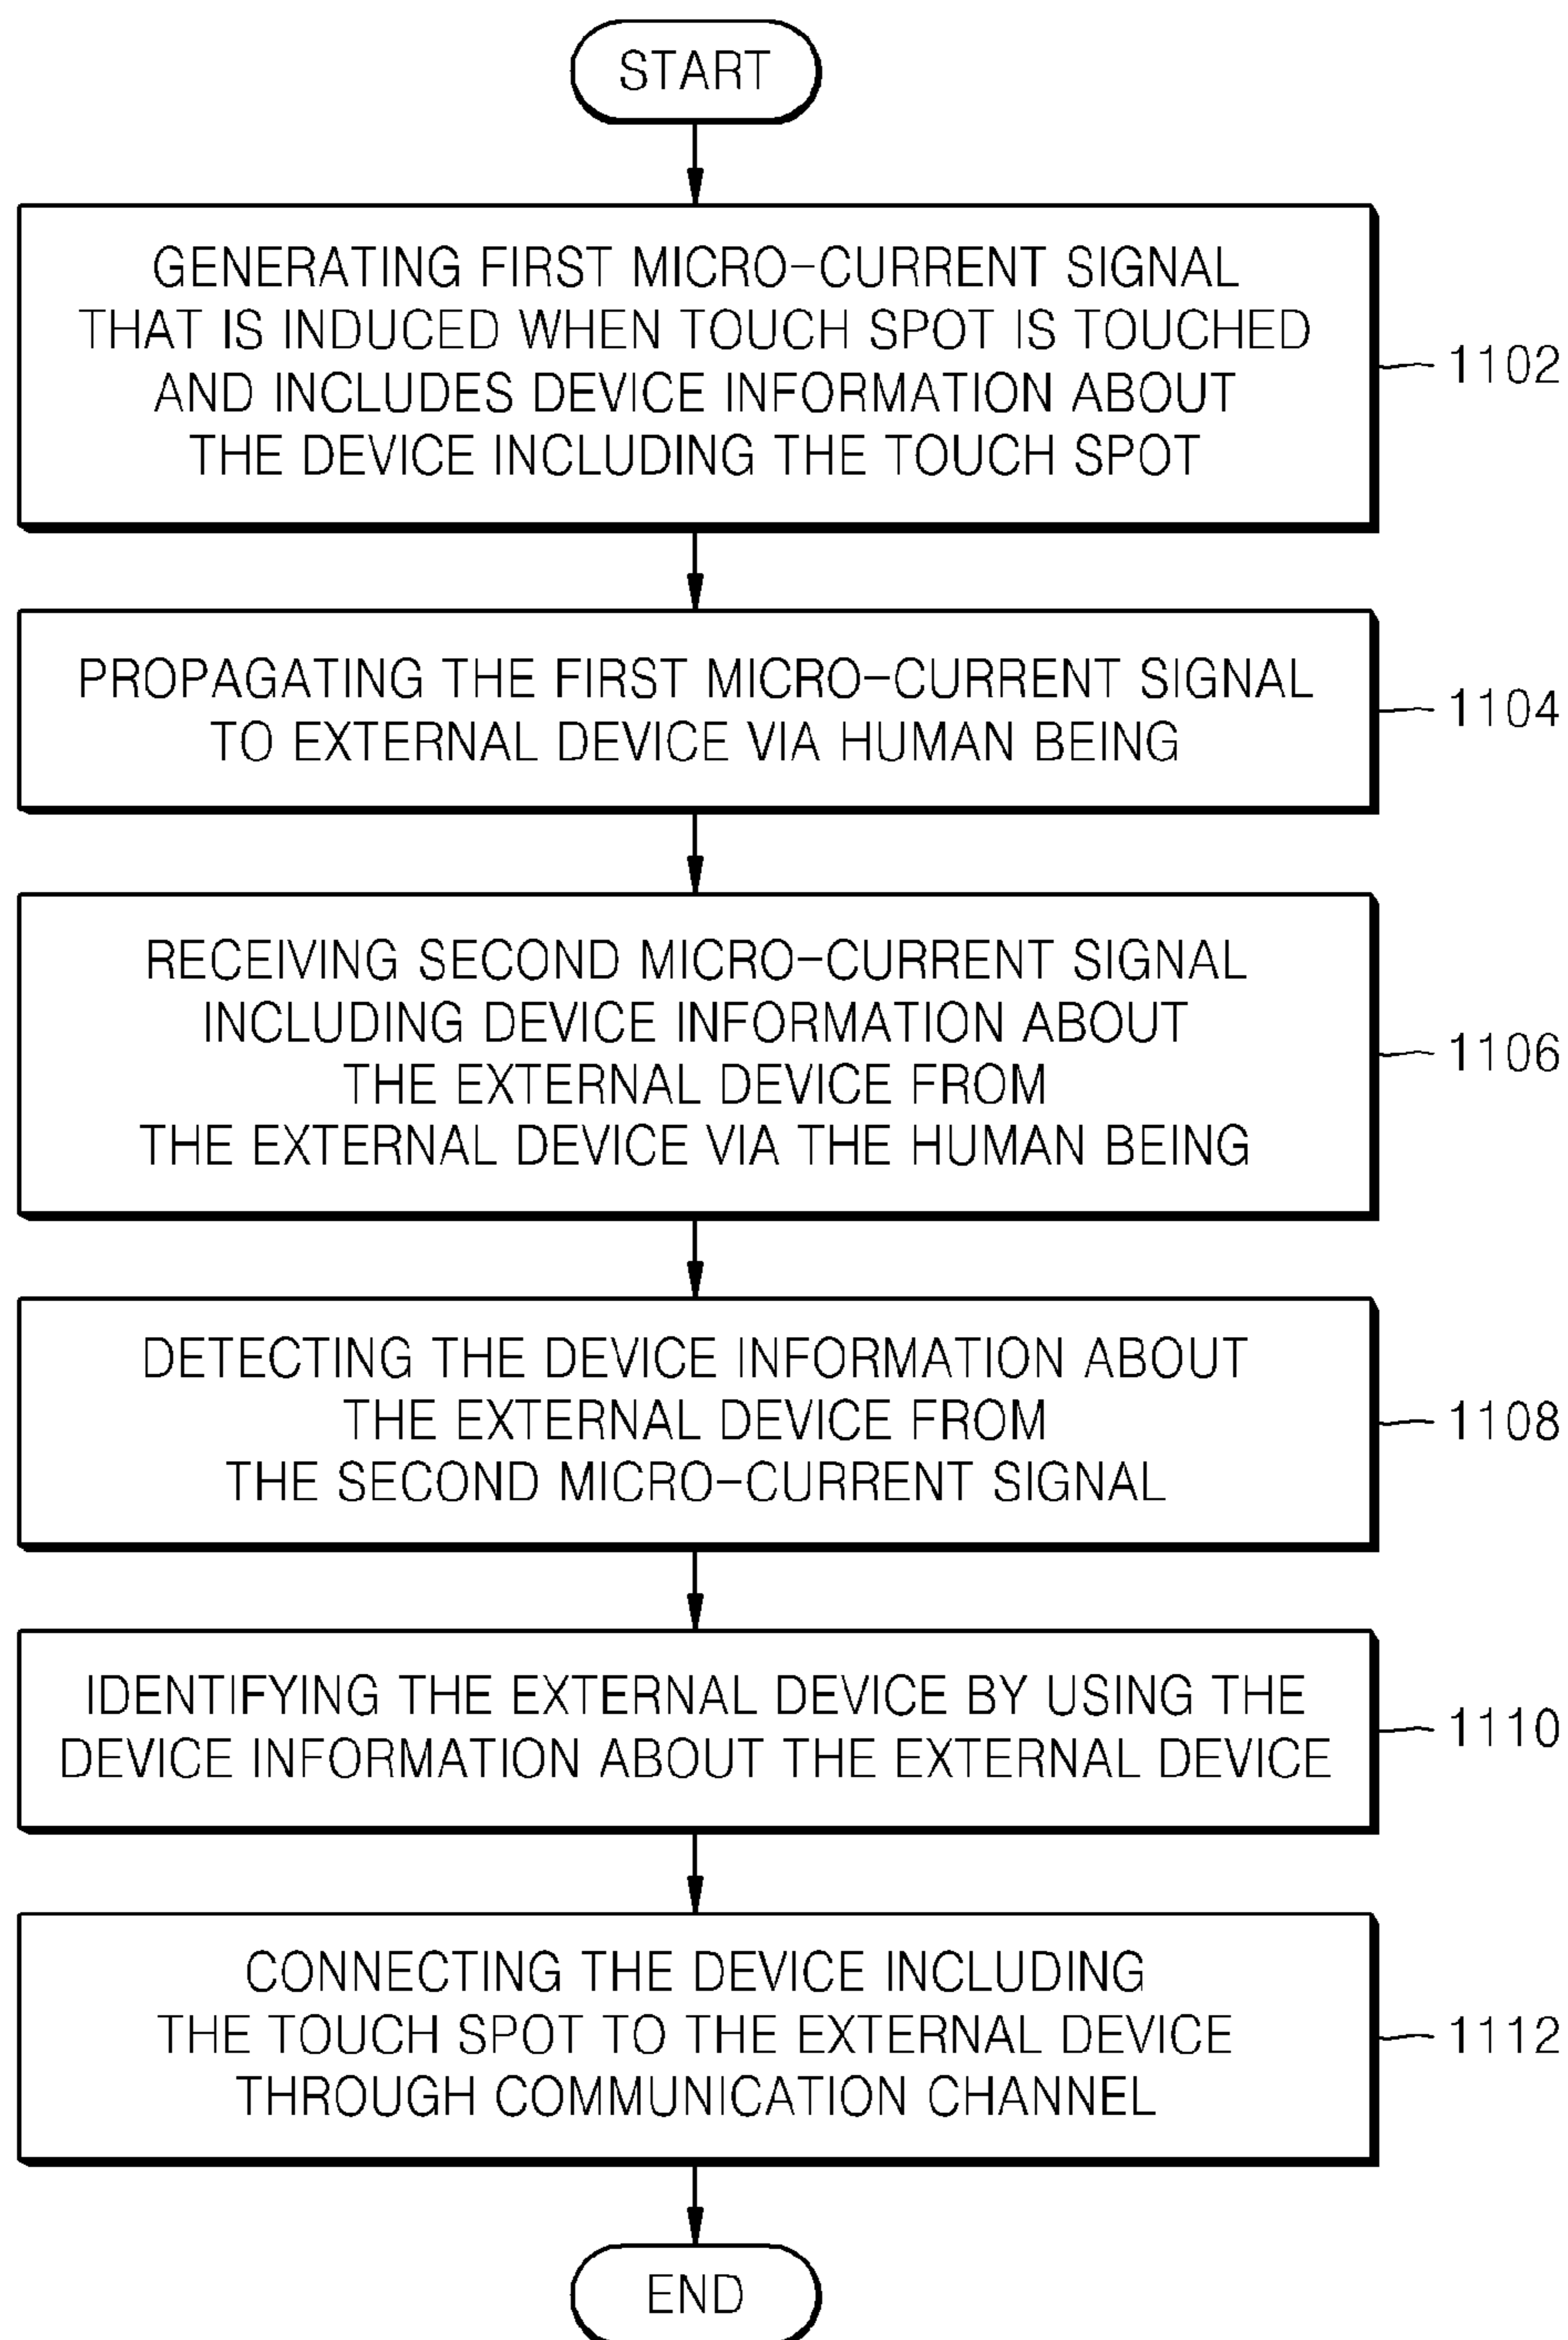 START
GENERATING FIRST MICRO-CURRENT SIGNAL
THAT IS INDUCED WHEN TOUCH SPOT IS TOUCHED
AND INCLUDES DEVICE INFORMATION ABOUT
THE DEVICE INCLUDING THE TOUCH SPOT
1102
PROPAGATING THE FIRST MICRO-CURRENT SIGNAL
TO EXTERNAL DEVICE VIA HUMAN BEING
1104
RECEIVING SECOND MICRO-CURRENT SIGNAL
INCLUDING DEVICE INFORMATION ABOUT
THE EXTERNAL DEVICE FROM
THE EXTERNAL DEVICE VIA THE HUMAN BEING
1106
DETECTING THE DEVICE INFORMATION ABOUT
THE EXTERNAL DEVICE FROM
THE SECOND MICRO-CURRENT SIGNAL
1108
IDENTIFYING THE EXTERNAL DEVICE BY USING THE
DEVICE INFORMATION ABOUT THE EXTERNAL DEVICE
1110
CONNECTING THE DEVICE INCLUDING
THE TOUCH SPOT TO THE EXTERNAL DEVICE
THROUGH COMMUNICATION CHANNEL
1112
END